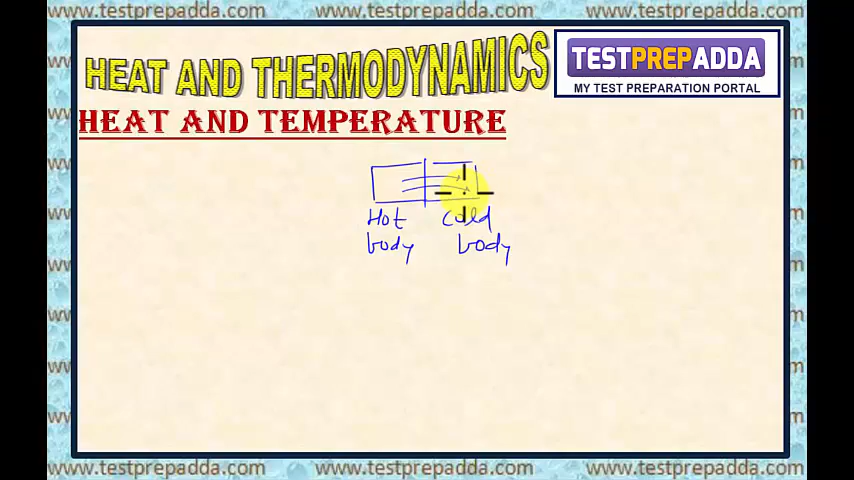 www.testprepadda.com www.testprepadda.com www.testprepadda.com
HEAT AND THERMODYNAMICS
TESTPREPADDA
MY TEST PREPARATION PORTAL
HEAT AND TEMPERATURE
Hot cold
body body
www.testprepadda.com www.testprepadda.com www.testprepadda.com